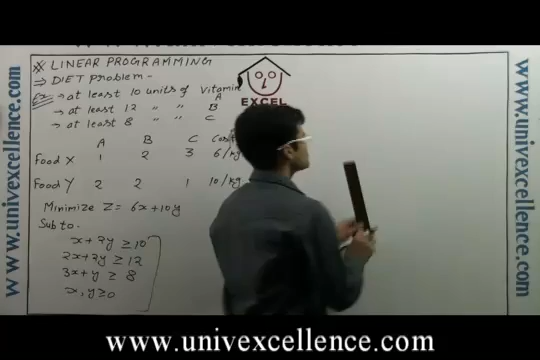 LINEAR PROGRAMMING
⇒ DIET problem -
Ex → at least 10 units of vitamin A
→ at least 12 " " B
→ at least 8 " " C
EXCEL
A B C Cost
Food X 1 2 3 6/kg
Food Y 2 2 1 10/kg
Minimize Z = 6x+10y
Sub to-
x+2y ≥ 10
2x+2y ≥ 12
3x+y ≥ 8
x, y ≥ 0
www.univexcellence.com
www.univexcellence.com
www.univexcellence.com